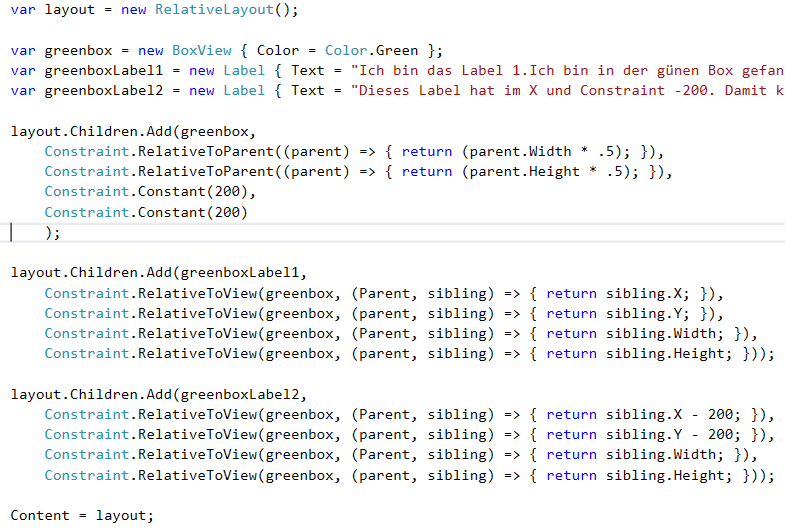 var layout = new RelativeLayout();
var greenbox = new BoxView { Color = Color.Green };
var greenboxLabel1 = new Label { Text = "Ich bin das Label 1.Ich bin in der günen Box gefan
var greenboxLabel2 = new Label { Text = "Dieses Label hat im X und Constraint -200. Damit k
layout.Children.Add(greenbox,
Constraint.RelativeToParent((parent) => { return (parent.Width * .5); }),
Constraint.RelativeToParent((parent) => { return (parent.Height * .5); }),
Constraint.Constant(200),
Constraint.Constant(200)
);
layout.Children.Add(greenboxLabel1,
Constraint.RelativeToView(greenbox, (Parent, sibling) => { return sibling.X; }),
Constraint.RelativeToView(greenbox, (parent, sibling) => { return sibling.Y; }),
Constraint.RelativeToView(greenbox, (Parent, sibling) => { return sibling.Width; }),
Constraint.RelativeToView(greenbox, (parent, sibling) => { return sibling.Height; }));
layout.Children.Add(greenboxLabel2,
Constraint.RelativeToView(greenbox, (Parent, sibling) => { return sibling.X - 200; }),
Constraint.RelativeToView(greenbox, (parent, sibling) => { return sibling.Y - 200; }),
Constraint.RelativeToView(greenbox, (Parent, sibling) => { return sibling.Width; }),
Constraint.RelativeToView(greenbox, (parent, sibling) => { return sibling.Height; }));
Content = layout;